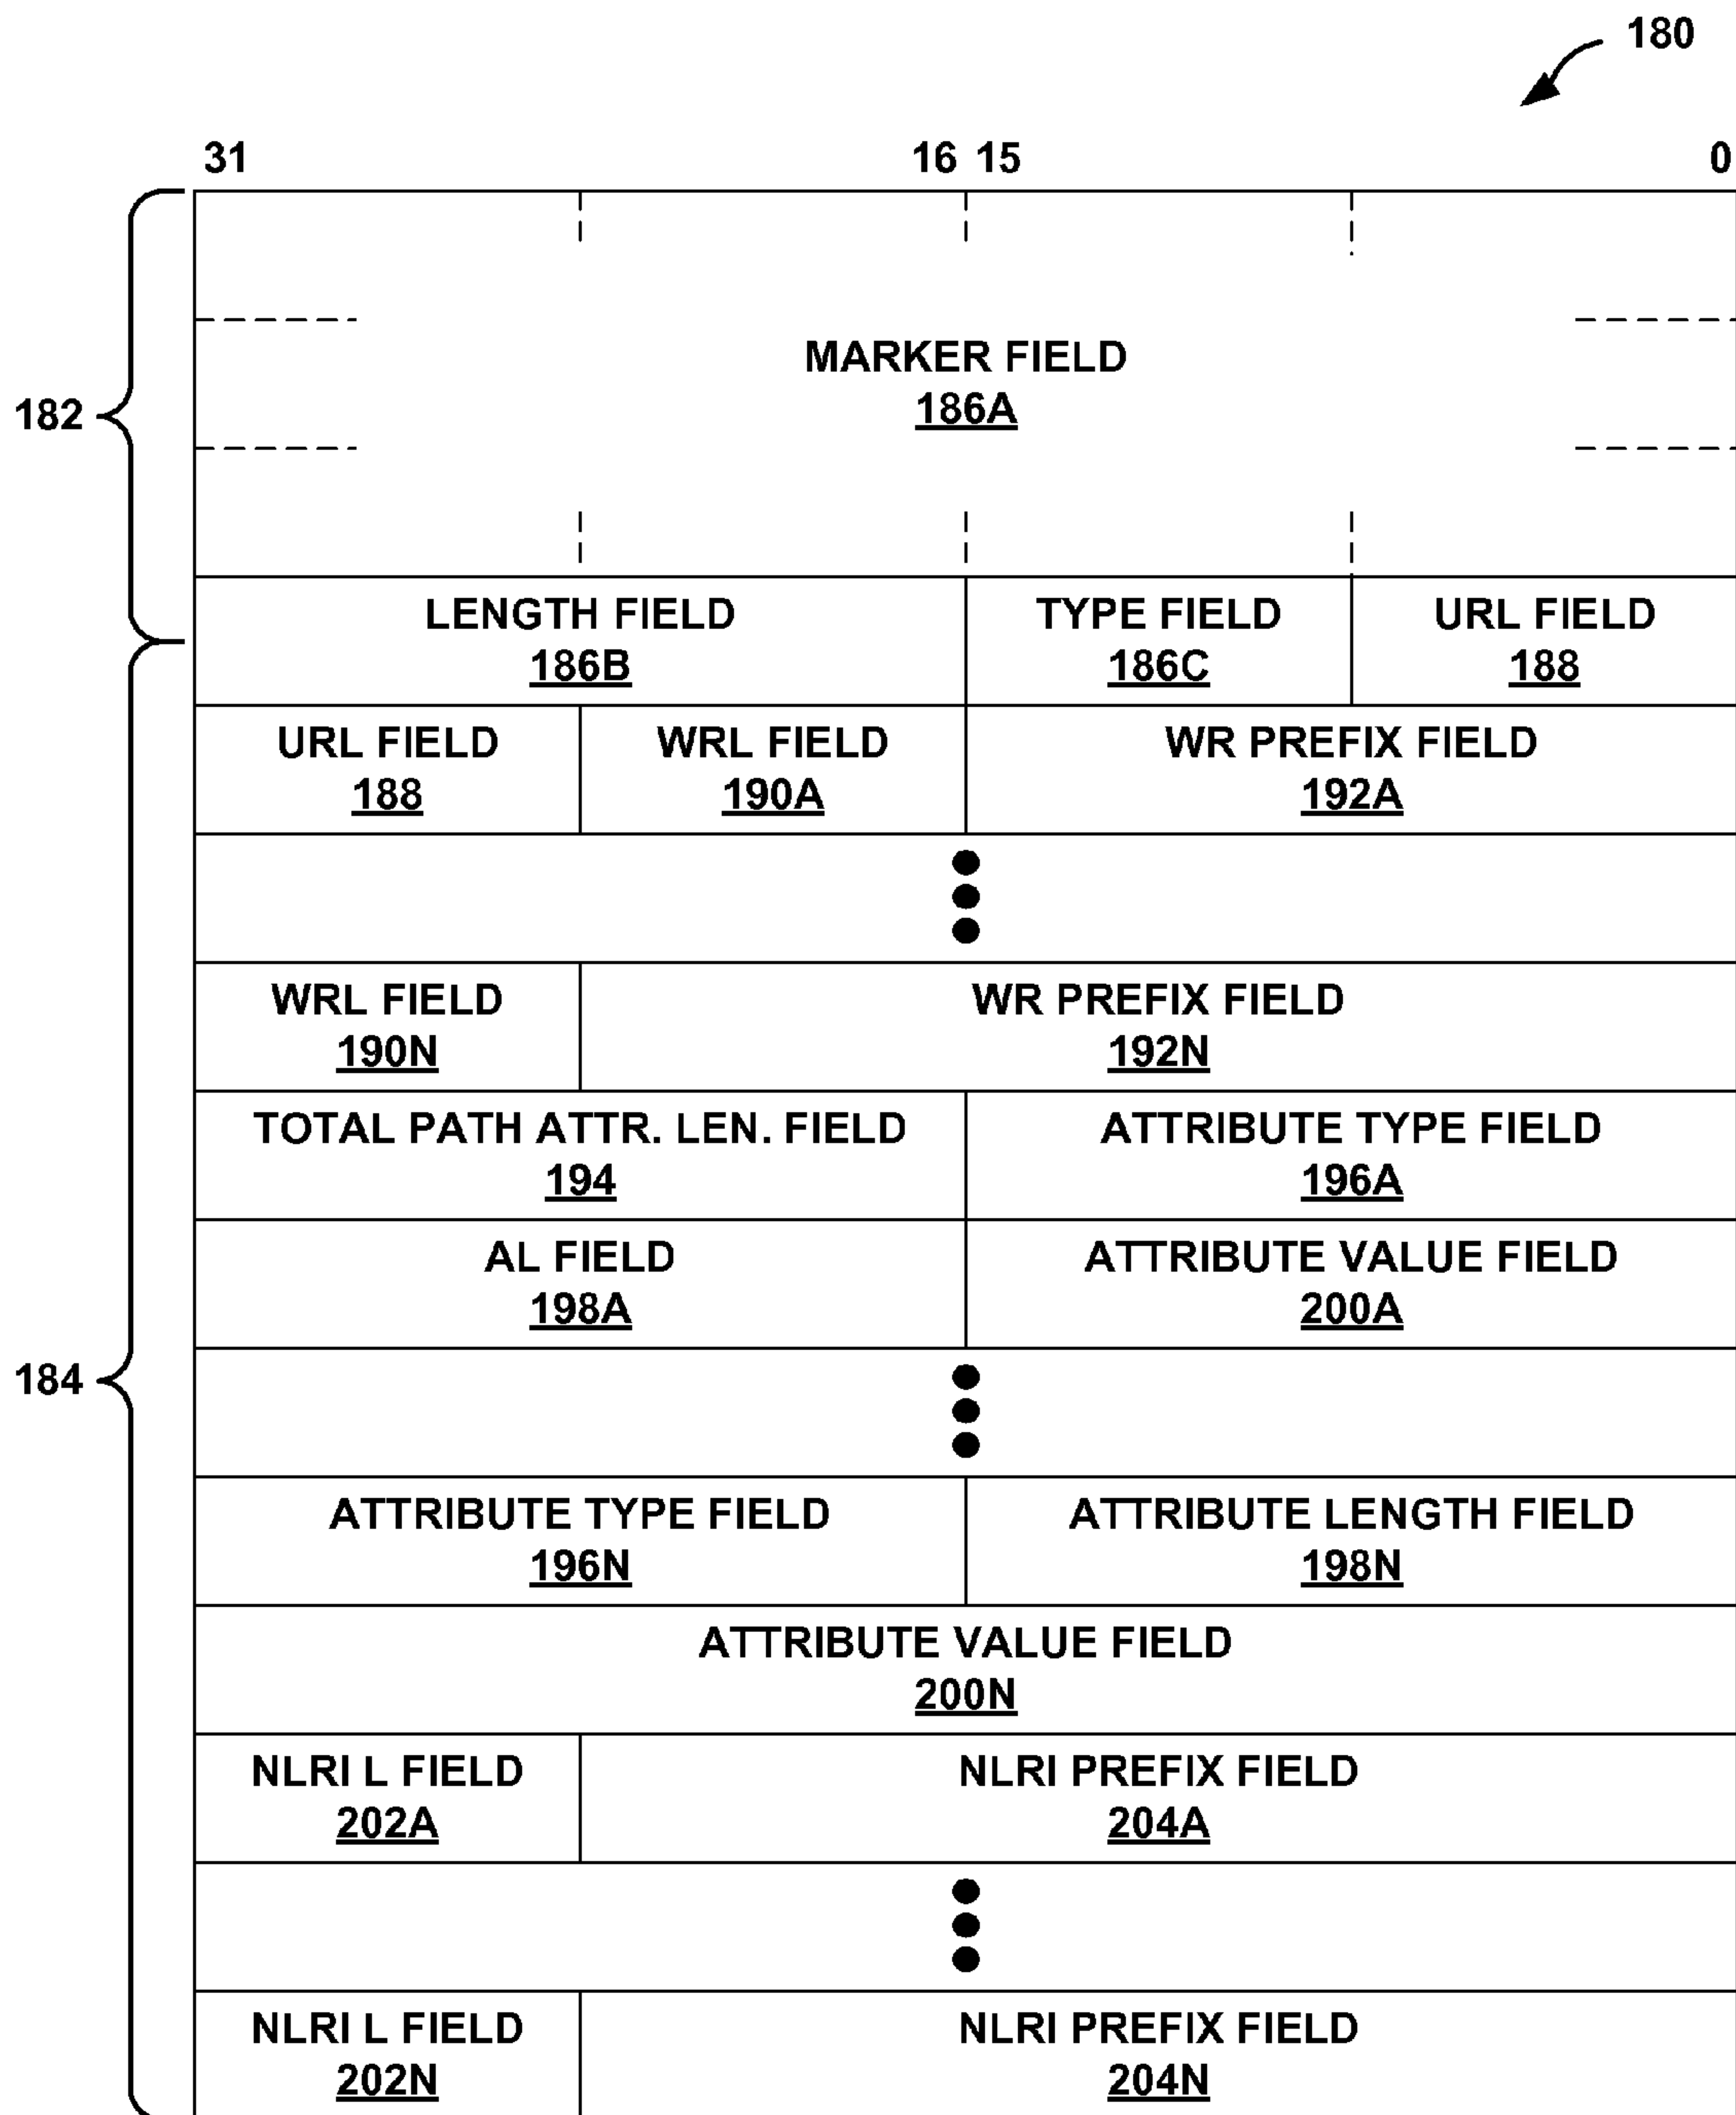 180
31 16 15 0
MARKER FIELD
186A
182
LENGTH FIELD TYPE FIELD URL FIELD
186B 186C 188
URL FIELD WRL FIELD WR PREFIX FIELD
188 190A 192A
WRL FIELD WR PREFIX FIELD
190N 192N
TOTAL PATH ATTR. LEN. FIELD ATTRIBUTE TYPE FIELD
194 196A
AL FIELD ATTRIBUTE VALUE FIELD
198A 200A
184
ATTRIBUTE TYPE FIELD ATTRIBUTE LENGTH FIELD
196N 198N
ATTRIBUTE VALUE FIELD
200N
NLRI L FIELD NLRI PREFIX FIELD
202A 204A
NLRI L FIELD NLRI PREFIX FIELD
202N 204N